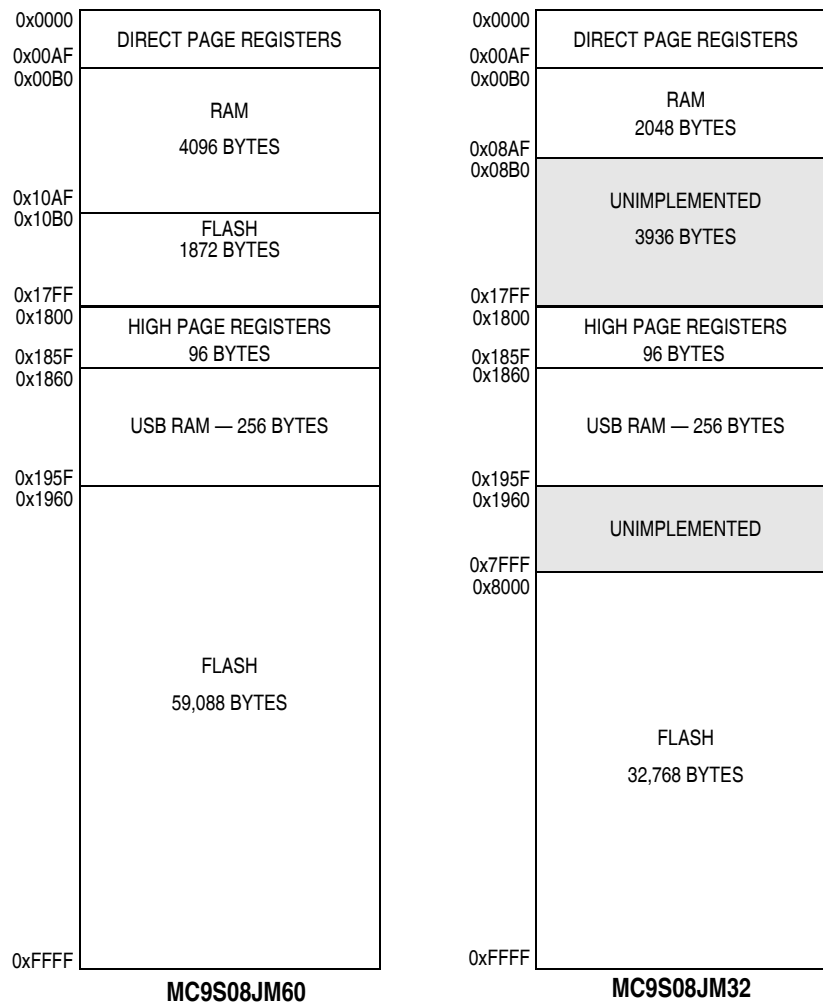 0x0000
DIRECT PAGE REGISTERS
0x00AF
0x00B0
RAM
4096 BYTES
0x10AF
0x10B0
FLASH
1872 BYTES
0x17FF
0x1800
HIGH PAGE REGISTERS
96 BYTES
0x185F
0x1860
USB RAM — 256 BYTES
0x195F
0x1960
FLASH
59,088 BYTES
0xFFFF
MC9S08JM60
0x0000
DIRECT PAGE REGISTERS
0x00AF
0x00B0
RAM
2048 BYTES
0x08AF
0x08B0
UNIMPLEMENTED
3936 BYTES
0x17FF
0x1800
HIGH PAGE REGISTERS
96 BYTES
0x185F
0x1860
USB RAM — 256 BYTES
0x195F
0x1960
UNIMPLEMENTED
0x7FFF
0x8000
FLASH
32,768 BYTES
0xFFFF
MC9S08JM32